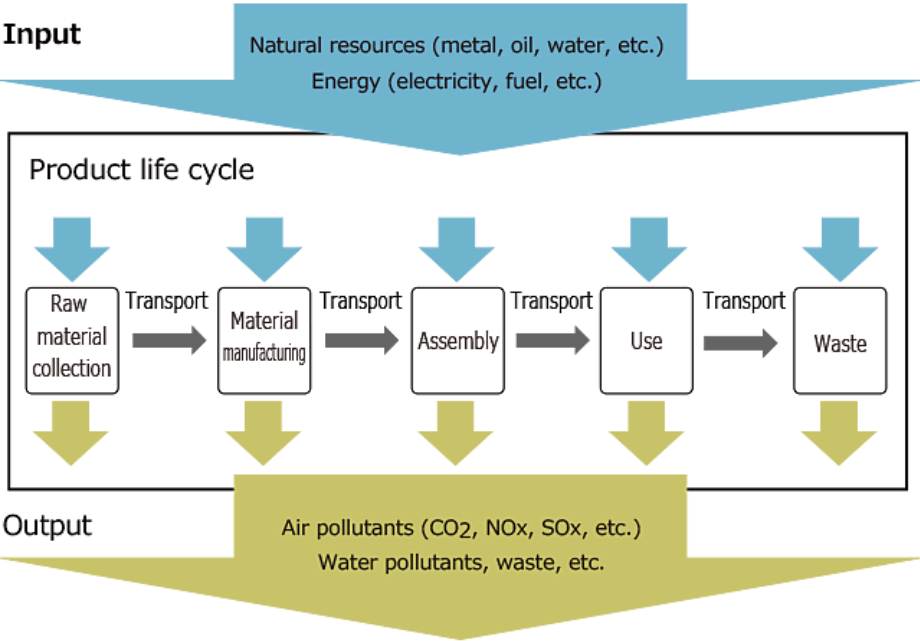 Input
Natural resources (metal, oil, water, etc.)
Energy (electricity, fuel, etc.)
Product life cycle
Raw
material
collection
Transport
Material
manufacturing
Transport
Assembly
Transport
Use
Transport
Waste
Output
Air pollutants (CO2, NOx, SOx, etc.)
Water pollutants, waste, etc.